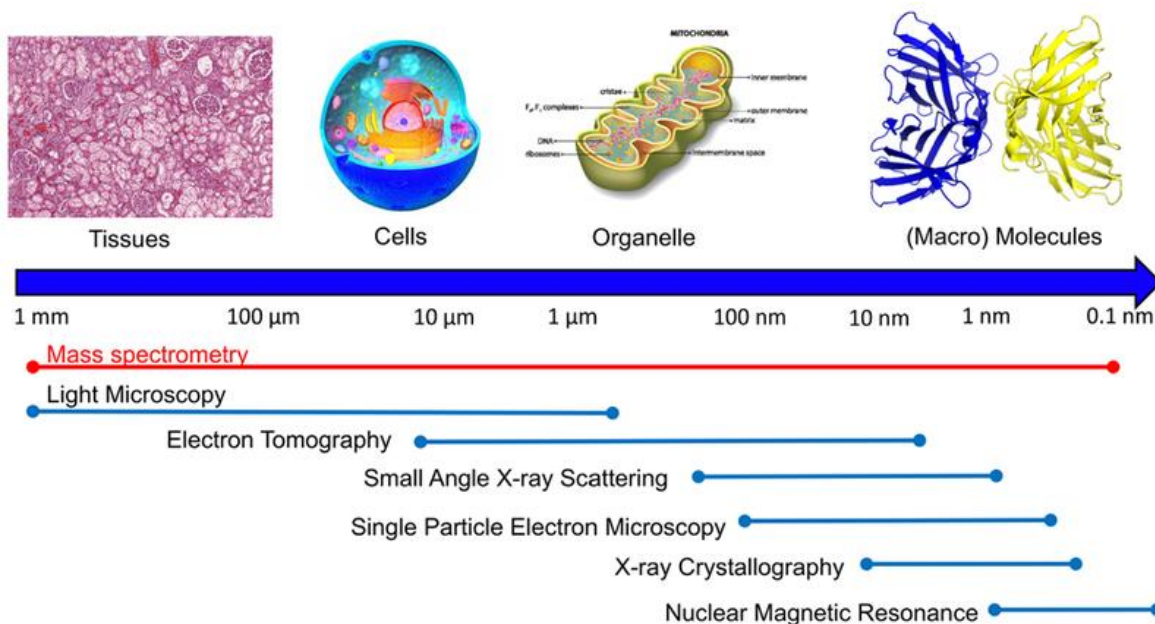 MITOCHONDRIA
inner membrane
cristae
F₀F₁ complexes
outer membrane
matrix
DNA
ribosomes
intermembrane space
Tissues
Cells
Organelle
(Macro) Molecules
1 mm
100 µm
10 µm
1 µm
100 nm
10 nm
1 nm
0.1 nm
Mass spectrometry
Light Microscopy
Electron Tomography
Small Angle X-ray Scattering
Single Particle Electron Microscopy
X-ray Crystallography
Nuclear Magnetic Resonance